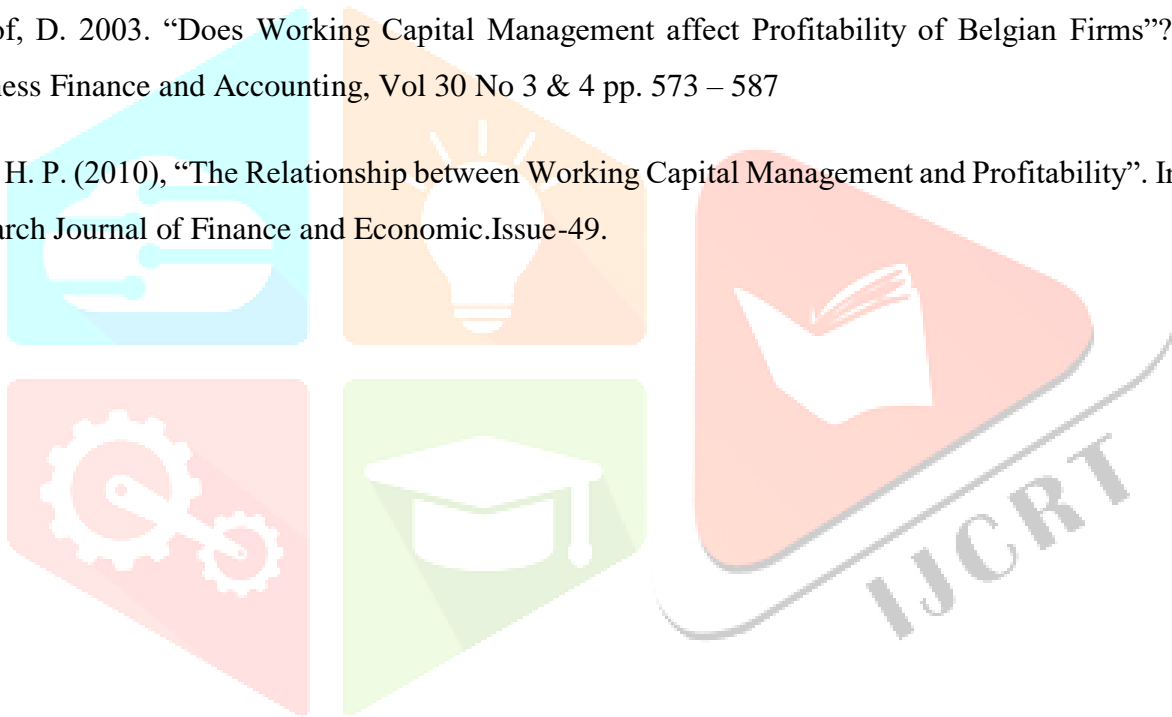 of, D. 2003. “Does Working Capital Management affect Profitability of Belgian Firms”?
ness Finance and Accounting, Vol 30 No 3 & 4 pp. 573 – 587
H. P. (2010), “The Relationship between Working Capital Management and Profitability”. In
arch Journal of Finance and Economic.Issue-49.
IJCRT